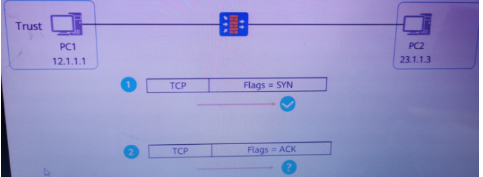 Trust
PC1
12.1.1.1
PC2
23.1.1.3
1 TCP Flags = SYN
2 TCP Flags = ACK
?